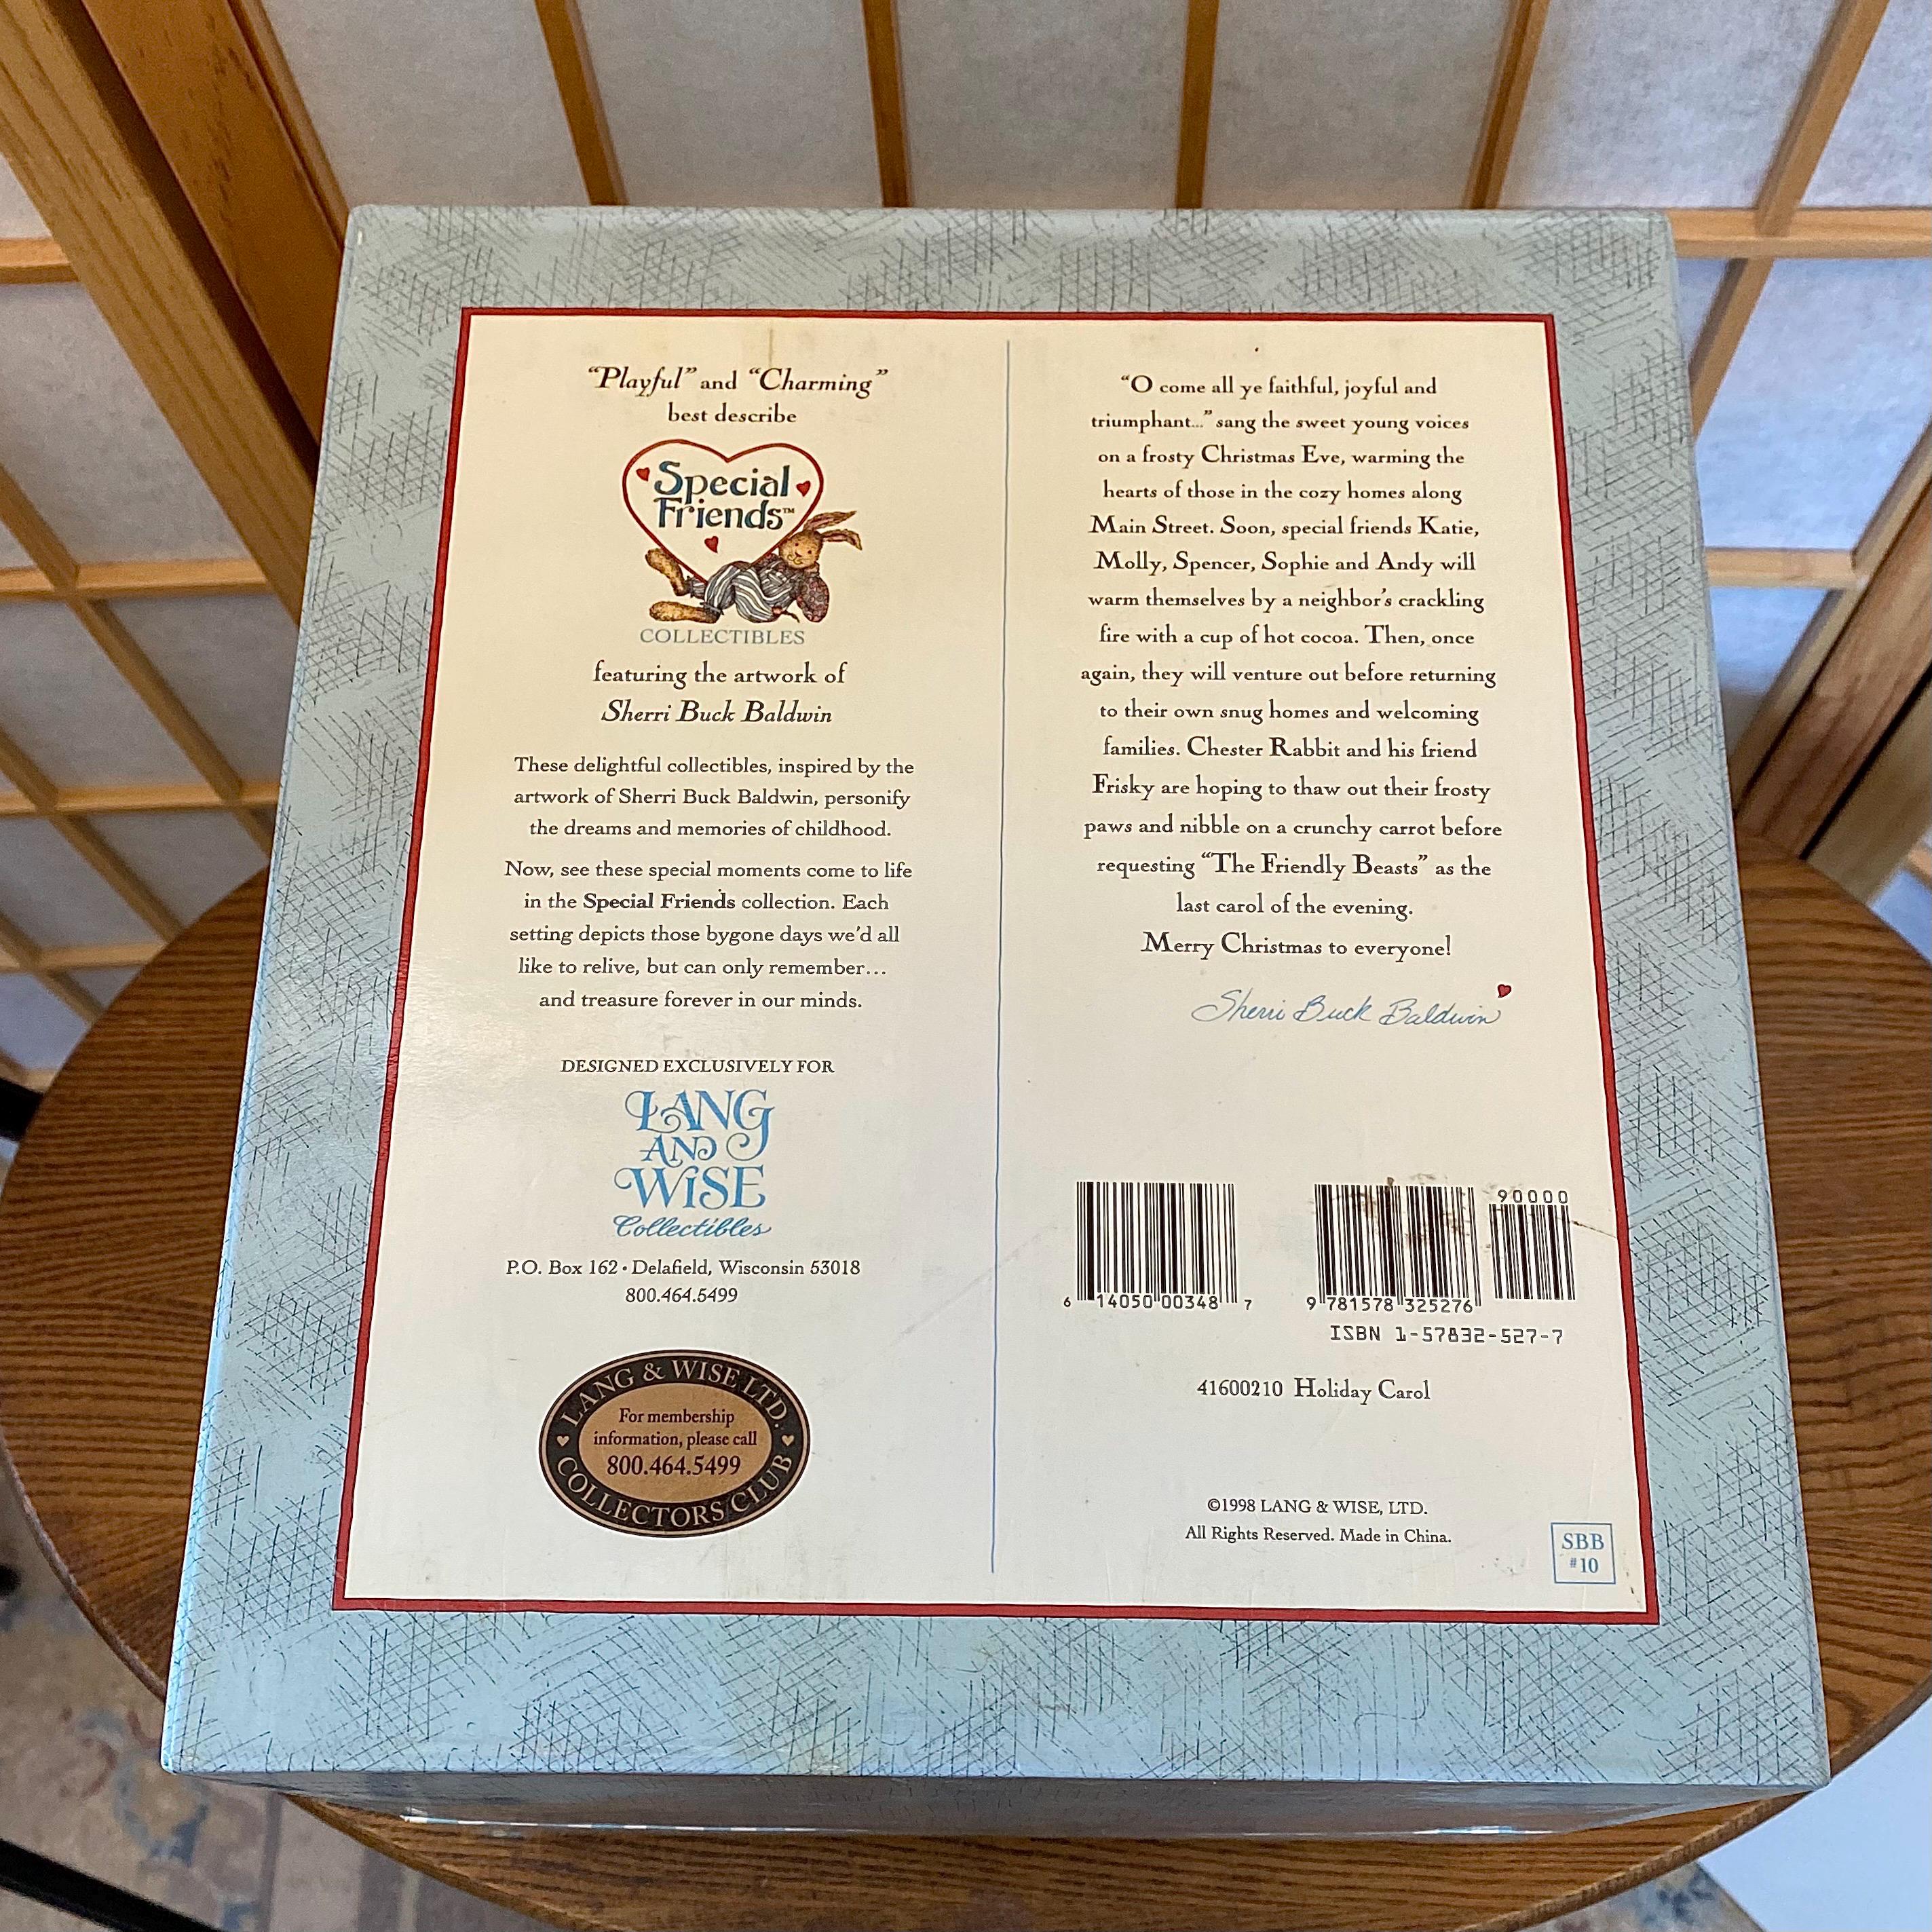 “Playful” and “Charming”
best describe
Special
Friends™
COLLECTIBLES
featuring the artwork of
Sherri Buck Baldwin
These delightful collectibles, inspired by the
artwork of Sherri Buck Baldwin, personify
the dreams and memories of childhood.
Now, see these special moments come to life
in the Special Friends collection. Each
setting depicts those bygone days we’d all
like to relive, but can only remember...
and treasure forever in our minds.
DESIGNED EXCLUSIVELY FOR
LANG
AND
WISE
Collectibles
P.O. Box 162 • Delafield, Wisconsin 53018
800.464.5499
LANG & WISE LTD.
For membership
information, please call
800.464.5499
COLLECTORS CLUB
“O come all ye faithful, joyful and
triumphant...” sang the sweet young voices
on a frosty Christmas Eve, warming the
hearts of those in the cozy homes along
Main Street. Soon, special friends Katie,
Molly, Spencer, Sophie and Andy will
warm themselves by a neighbor’s crackling
fire with a cup of hot cocoa. Then, once
again, they will venture out before returning
to their own snug homes and welcoming
families. Chester Rabbit and his friend
Frisky are hoping to thaw out their frosty
paws and nibble on a crunchy carrot before
requesting “The Friendly Beasts” as the
last carol of the evening.
Merry Christmas to everyone!
Sherri Buck Baldwin
6 14050 00348 7
90000
9 781578 325276
ISBN 1-57832-527-7
41600210 Holiday Carol
©1998 LANG & WISE, LTD.
All Rights Reserved. Made in China.
SBB
#10